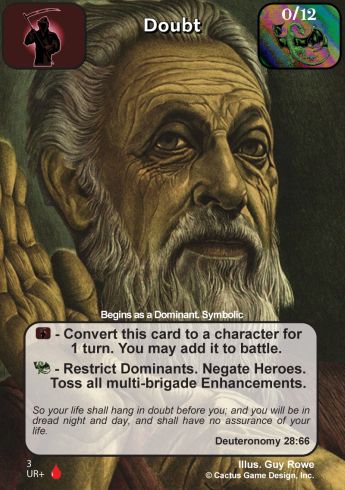 Doubt
0/12
Begins as a Dominant. Symbolic
- Convert this card to a character for
1 turn. You may add it to battle.
- Restrict Dominants. Negate Heroes.
Toss all multi-brigade Enhancements.
So your life shall hang in doubt before you; and you will be in
dread night and day, and shall have no assurance of your
life.
Deuteronomy 28:66
3
UR+
Illus. Guy Rowe
© Cactus Game Design, Inc.